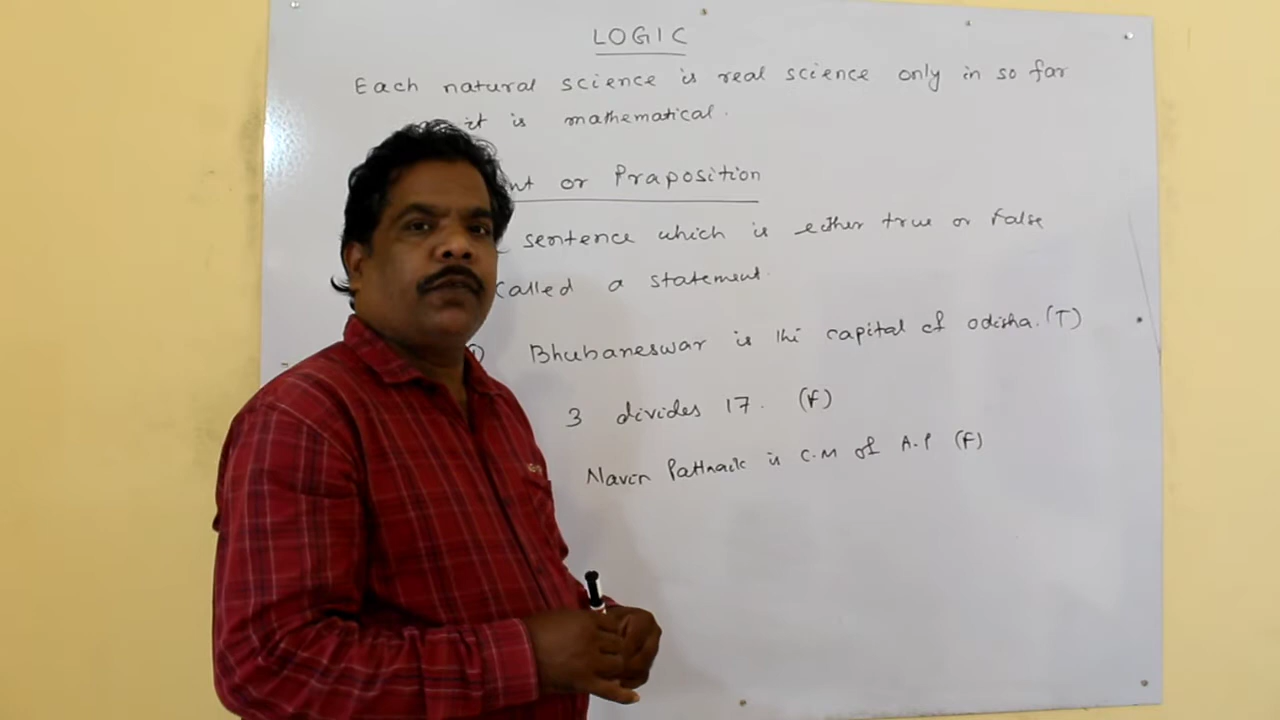 LOGIC
Each natural science is real science only in so far
it is mathematical.
or Praposition
sentence which is either true or False
called a statement.
Bhubaneswar is the capital of odisha. (T)
3 divides 17. (F)
Navin Pattnaik is C.M of A.P (F)